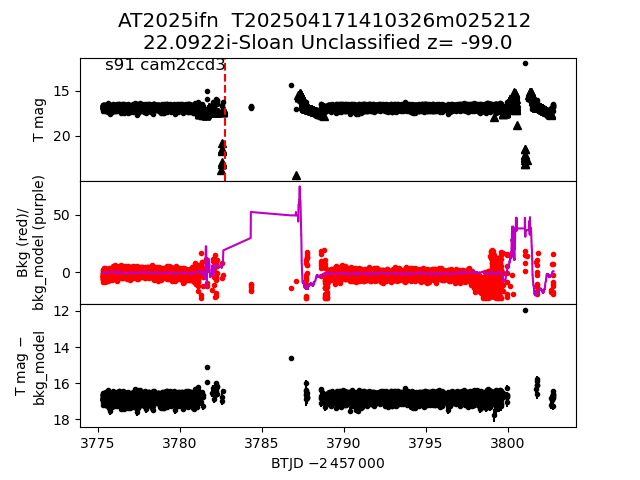 AT2025ifn  T202504171410326m025212
22.0922i-Sloan Unclassified z= -99.0
s91 cam2ccd3
T mag
15
20
Bkg (red)/
bkg_model (purple)
50
0
T mag −
bkg_model
12
14
16
18
3775 3780 3785 3790 3795 3800
BTJD −2 457 000